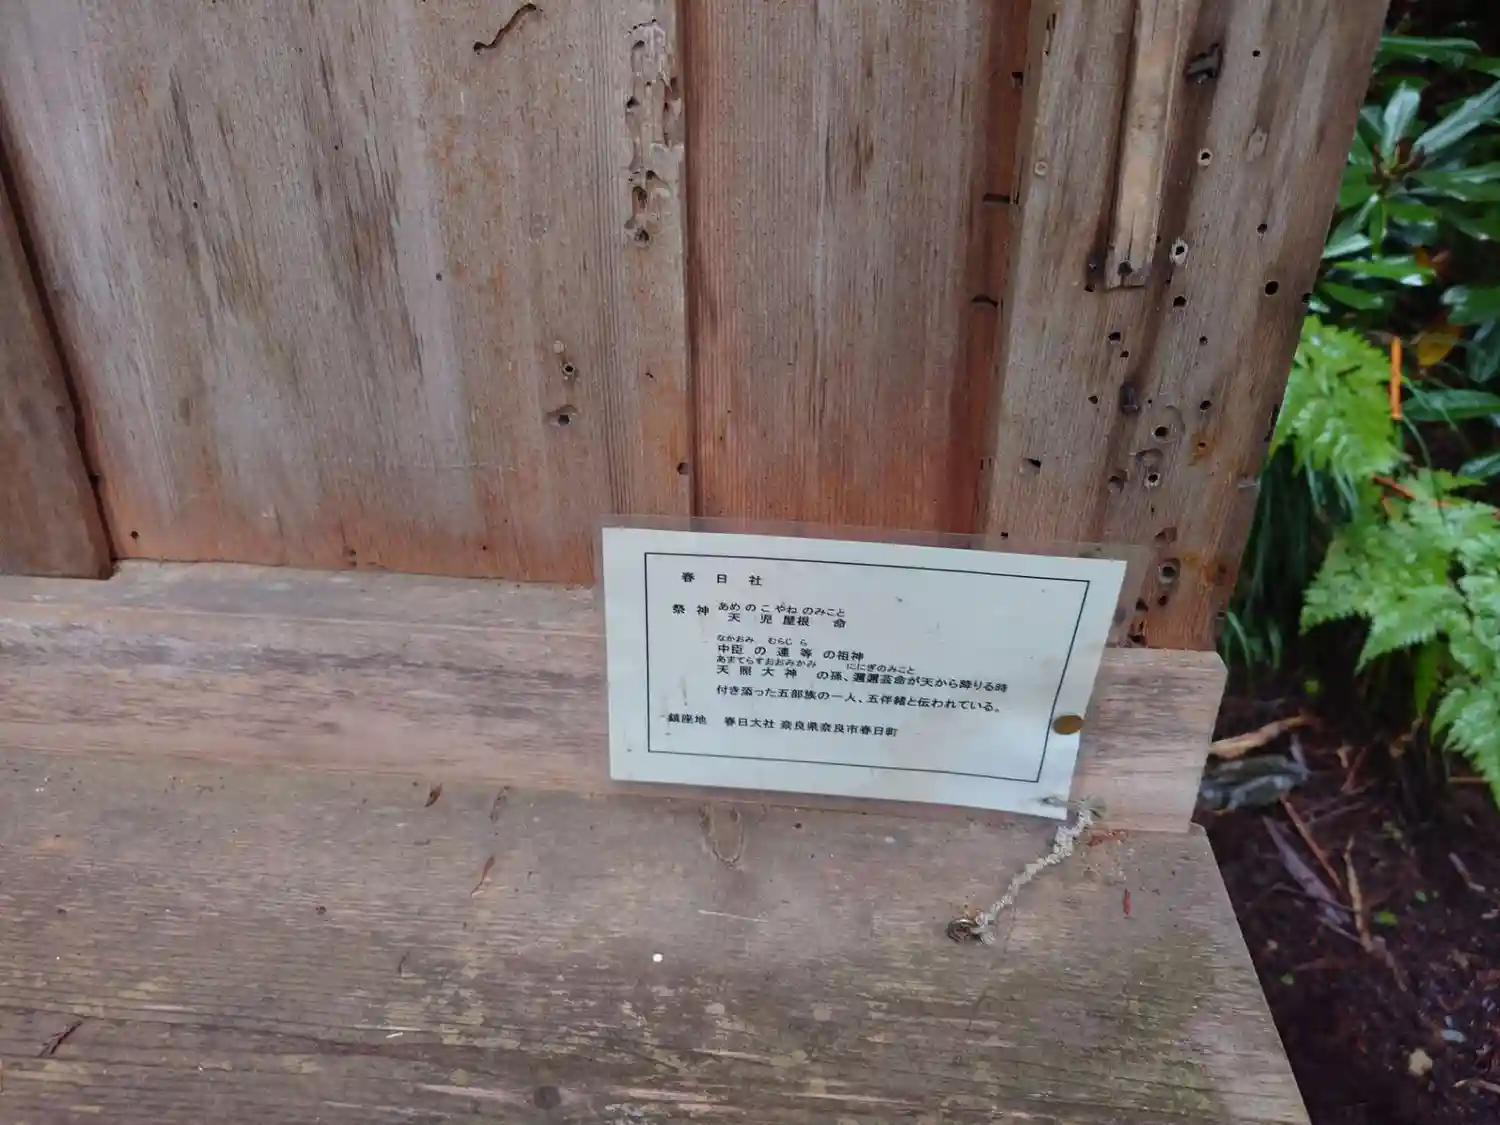 春日社
あめ の こ やね のみこと
祭神 天 児 屋根 命
なかおみ むらじ ら
中臣 の 連 等 の祖神
あまてらすおおみかみ ににぎのみこと
天 照 大 神 の孫、邇邇芸命が天から降りる時
付き添った五部族の一人、五伴緒と伝われている。
鎮座地 春日大社 奈良県奈良市春日町